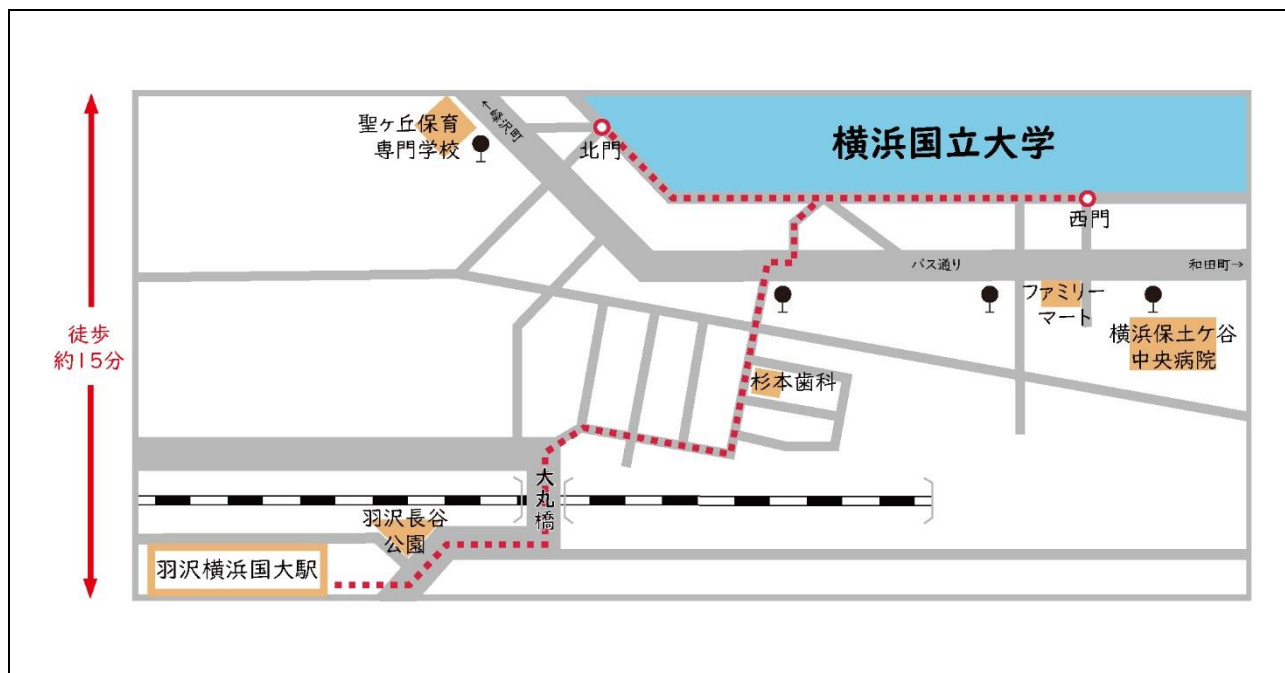 聖ヶ丘保育
専門学校
←峰沢町
北門
横浜国立大学
西門
バス通り
和田町→
ファミリー
マート
横浜保土ケ谷
中央病院
徒歩
約15分
杉本歯科
大丸橋
羽沢長谷
公園
羽沢横浜国大駅